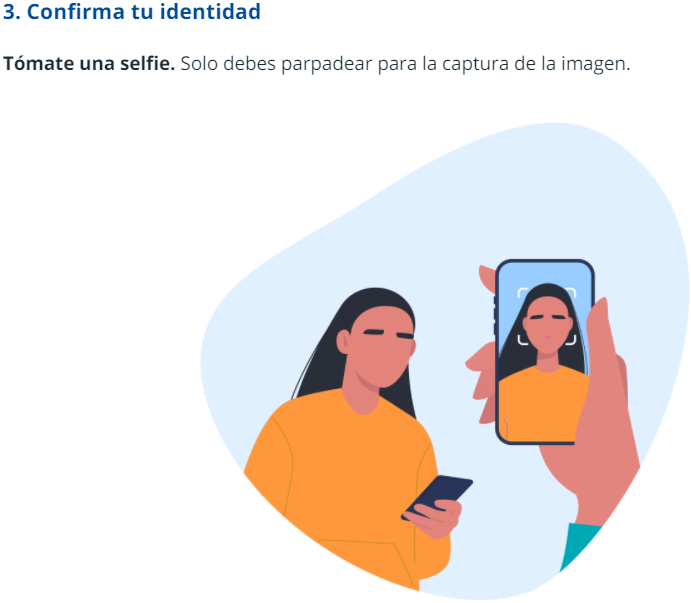 3. Confirma tu identidad
Tómate una selfie. Solo debes parpadear para la captura de la imagen.